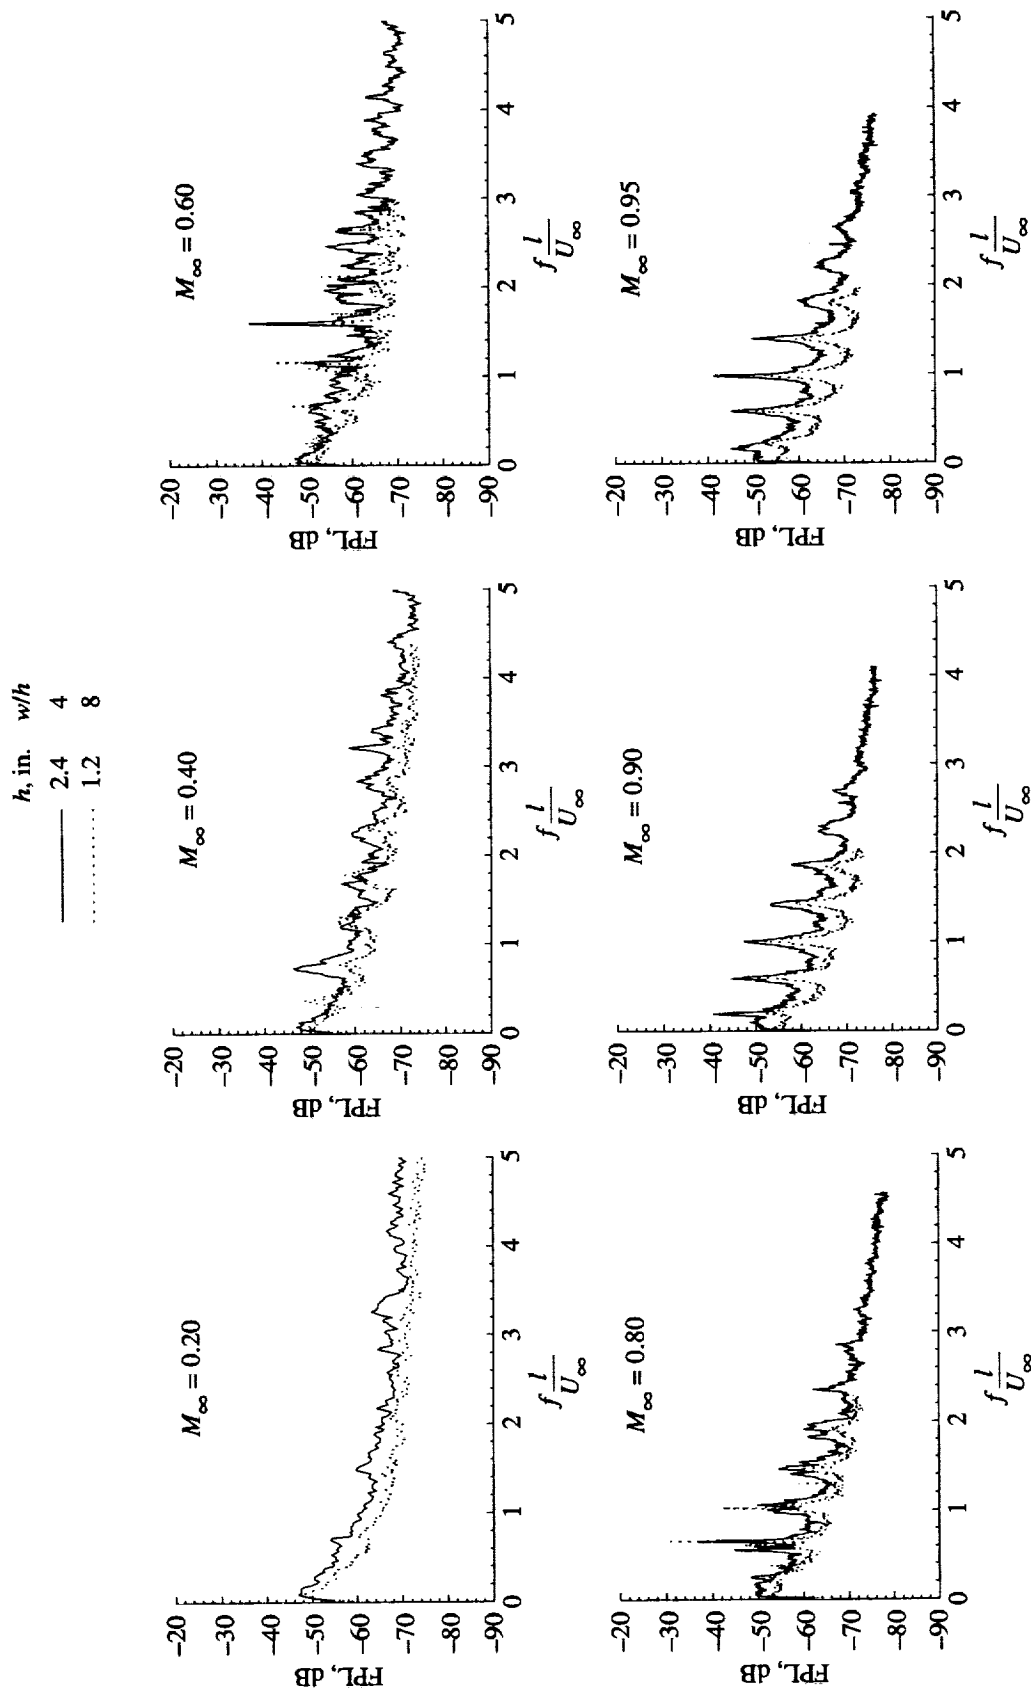 h, in. w/h
2.4 4
1.2 8
M∞ = 0.20
−20
−30
−40
−50
−60
−70
−80
−90
FPL, dB
0 1 2 3 4 5
f l/U∞
M∞ = 0.40
−20
−30
−40
−50
−60
−70
−80
−90
FPL, dB
0 1 2 3 4 5
f l/U∞
M∞ = 0.60
−20
−30
−40
−50
−60
−70
−80
−90
FPL, dB
0 1 2 3 4 5
f l/U∞
M∞ = 0.80
−20
−30
−40
−50
−60
−70
−80
−90
FPL, dB
0 1 2 3 4 5
f l/U∞
M∞ = 0.90
−20
−30
−40
−50
−60
−70
−80
−90
FPL, dB
0 1 2 3 4 5
f l/U∞
M∞ = 0.95
−20
−30
−40
−50
−60
−70
−80
−90
FPL, dB
0 1 2 3 4 5
f l/U∞